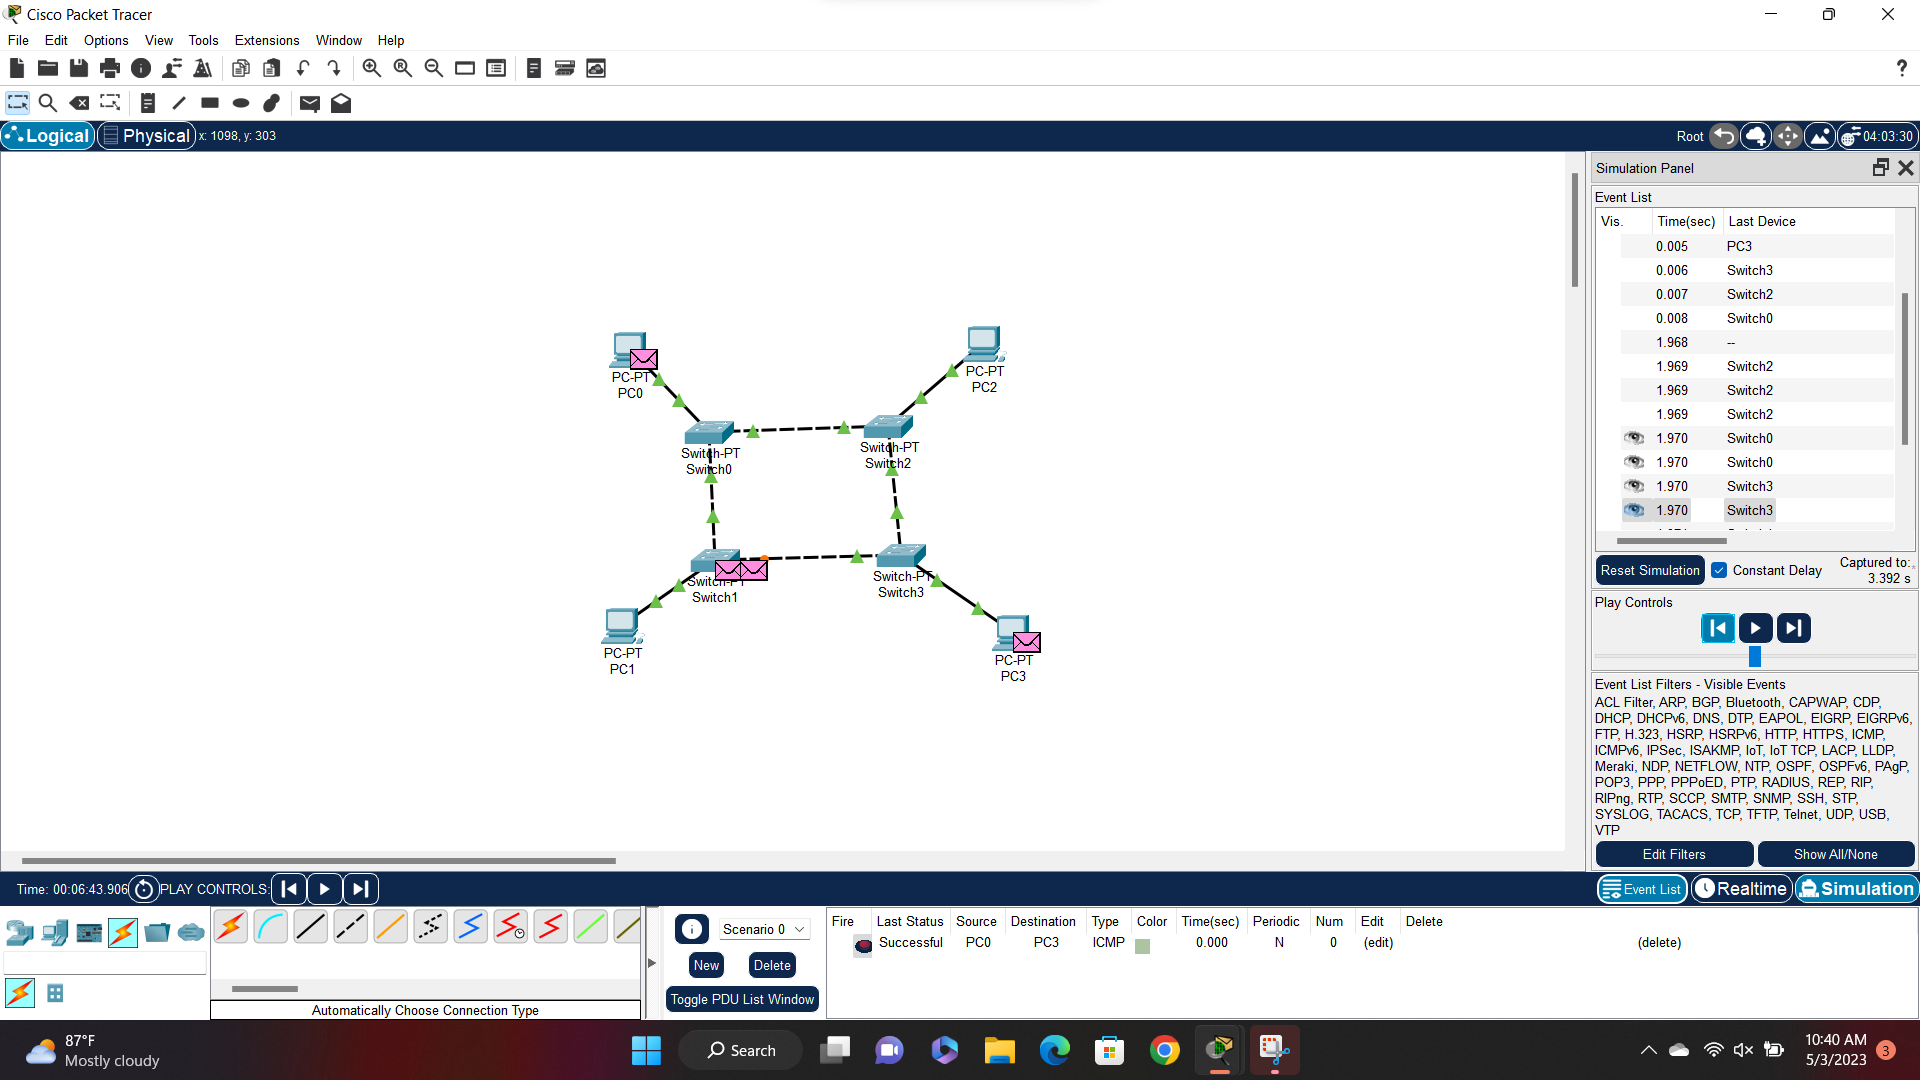 Cisco Packet Tracer
File Edit Options View Tools Extensions Window Help
Logical Physical x: 1098, y: 303 Root 04:03:30
Simulation Panel
Event List
Vis. Time(sec) Last Device
0.005 PC3
0.006 Switch3
0.007 Switch2
0.008 Switch0
1.968 --
1.969 Switch2
1.969 Switch2
1.969 Switch2
1.970 Switch0
1.970 Switch0
1.970 Switch3
1.970 Switch3
Reset Simulation Constant Delay Captured to:
3.392 s
Play Controls
Event List Filters - Visible Events
ACL Filter, ARP, BGP, Bluetooth, CAPWAP, CDP,
DHCP, DHCPv6, DNS, DTP, EAPOL, EIGRP, EIGRPv6,
FTP, H.323, HSRP, HSRPv6, HTTP, HTTPS, ICMP,
ICMPv6, IPSec, ISAKMP, IoT, IoT TCP, LACP, LLDP,
Meraki, NDP, NETFLOW, NTP, OSPF, OSPFv6, PAgP,
POP3, PPP, PPPoED, PTP, RADIUS, REP, RIP,
RIPng, RTP, SCCP, SMTP, SNMP, SSH, STP,
SYSLOG, TACACS, TCP, TFTP, Telnet, UDP, USB,
VTP
Edit Filters Show All/None
PC-PT
PC0
PC-PT
PC2
Switch-PT
Switch0
Switch-PT
Switch2
Switch-PT
Switch1
Switch-PT
Switch3
PC-PT
PC1
PC-PT
PC3
Time: 00:06:43.906 PLAY CONTROLS: Event List Realtime Simulation
Scenario 0
New Delete
Toggle PDU List Window
Automatically Choose Connection Type
Fire Last Status Source Destination Type Color Time(sec) Periodic Num Edit Delete
Successful PC0 PC3 ICMP 0.000 N 0 (edit) (delete)
87°F
Mostly cloudy
Search
10:40 AM
5/3/2023
3